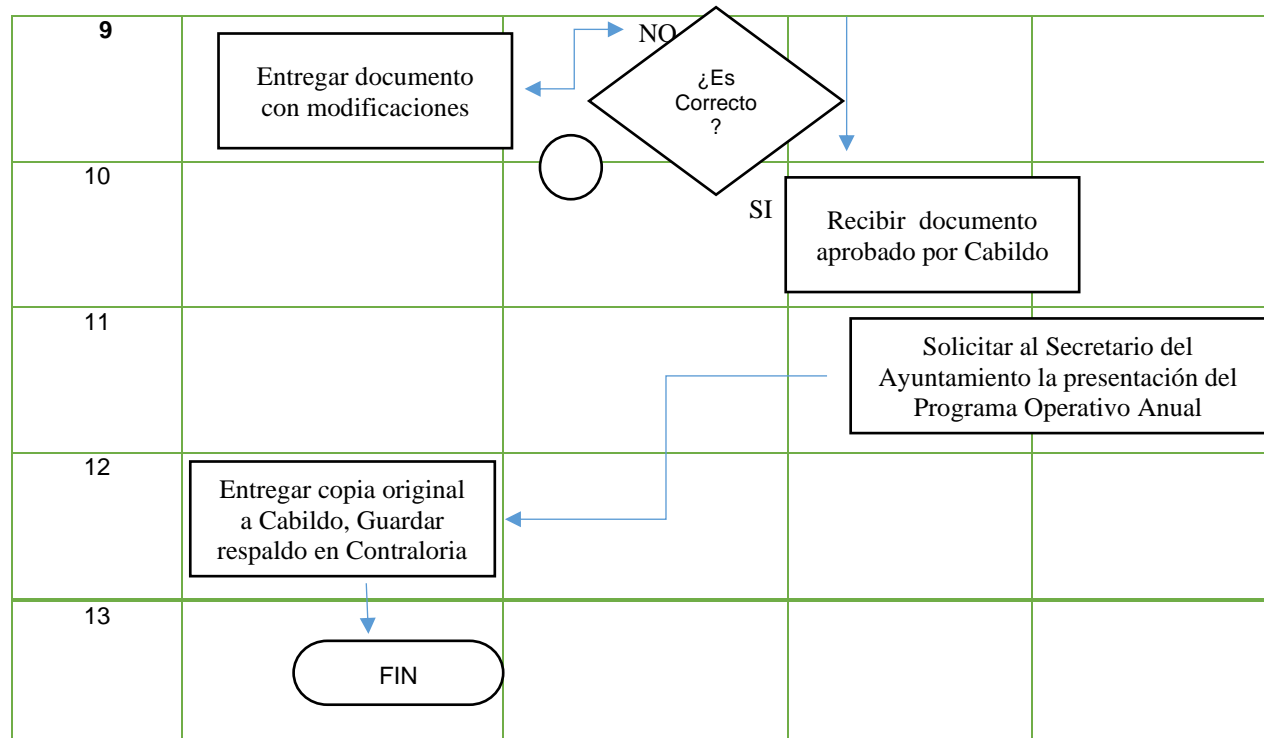 9
NO
Entregar documento
con modificaciones
¿Es
Correcto
?
10
SI
Recibir documento
aprobado por Cabildo
11
Solicitar al Secretario del
Ayuntamiento la presentación del
Programa Operativo Anual
12
Entregar copia original
a Cabildo, Guardar
respaldo en Contraloria
13
FIN